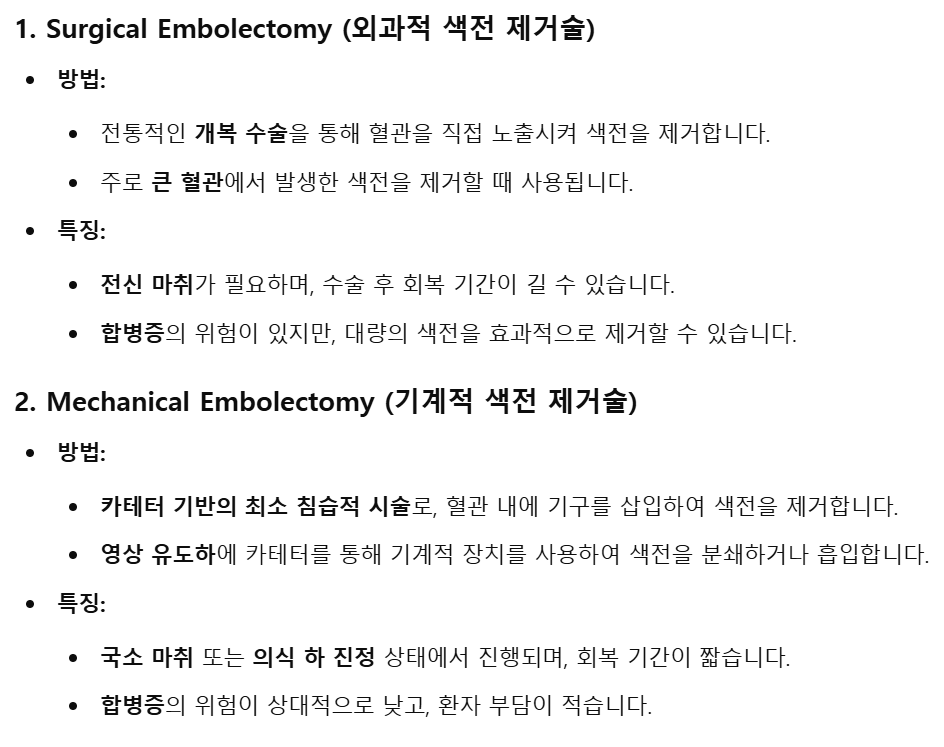 1. Surgical Embolectomy (외과적 색전 제거술)
• 방법:
• 전통적인 개복 수술을 통해 혈관을 직접 노출시켜 색전을 제거합니다.
• 주로 큰 혈관에서 발생한 색전을 제거할 때 사용됩니다.
• 특징:
• 전신 마취가 필요하며, 수술 후 회복 기간이 길 수 있습니다.
• 합병증의 위험이 있지만, 대량의 색전을 효과적으로 제거할 수 있습니다.
2. Mechanical Embolectomy (기계적 색전 제거술)
• 방법:
• 카테터 기반의 최소 침습적 시술로, 혈관 내에 기구를 삽입하여 색전을 제거합니다.
• 영상 유도하에 카테터를 통해 기계적 장치를 사용하여 색전을 분쇄하거나 흡입합니다.
• 특징:
• 국소 마취 또는 의식 하 진정 상태에서 진행되며, 회복 기간이 짧습니다.
• 합병증의 위험이 상대적으로 낮고, 환자 부담이 적습니다.